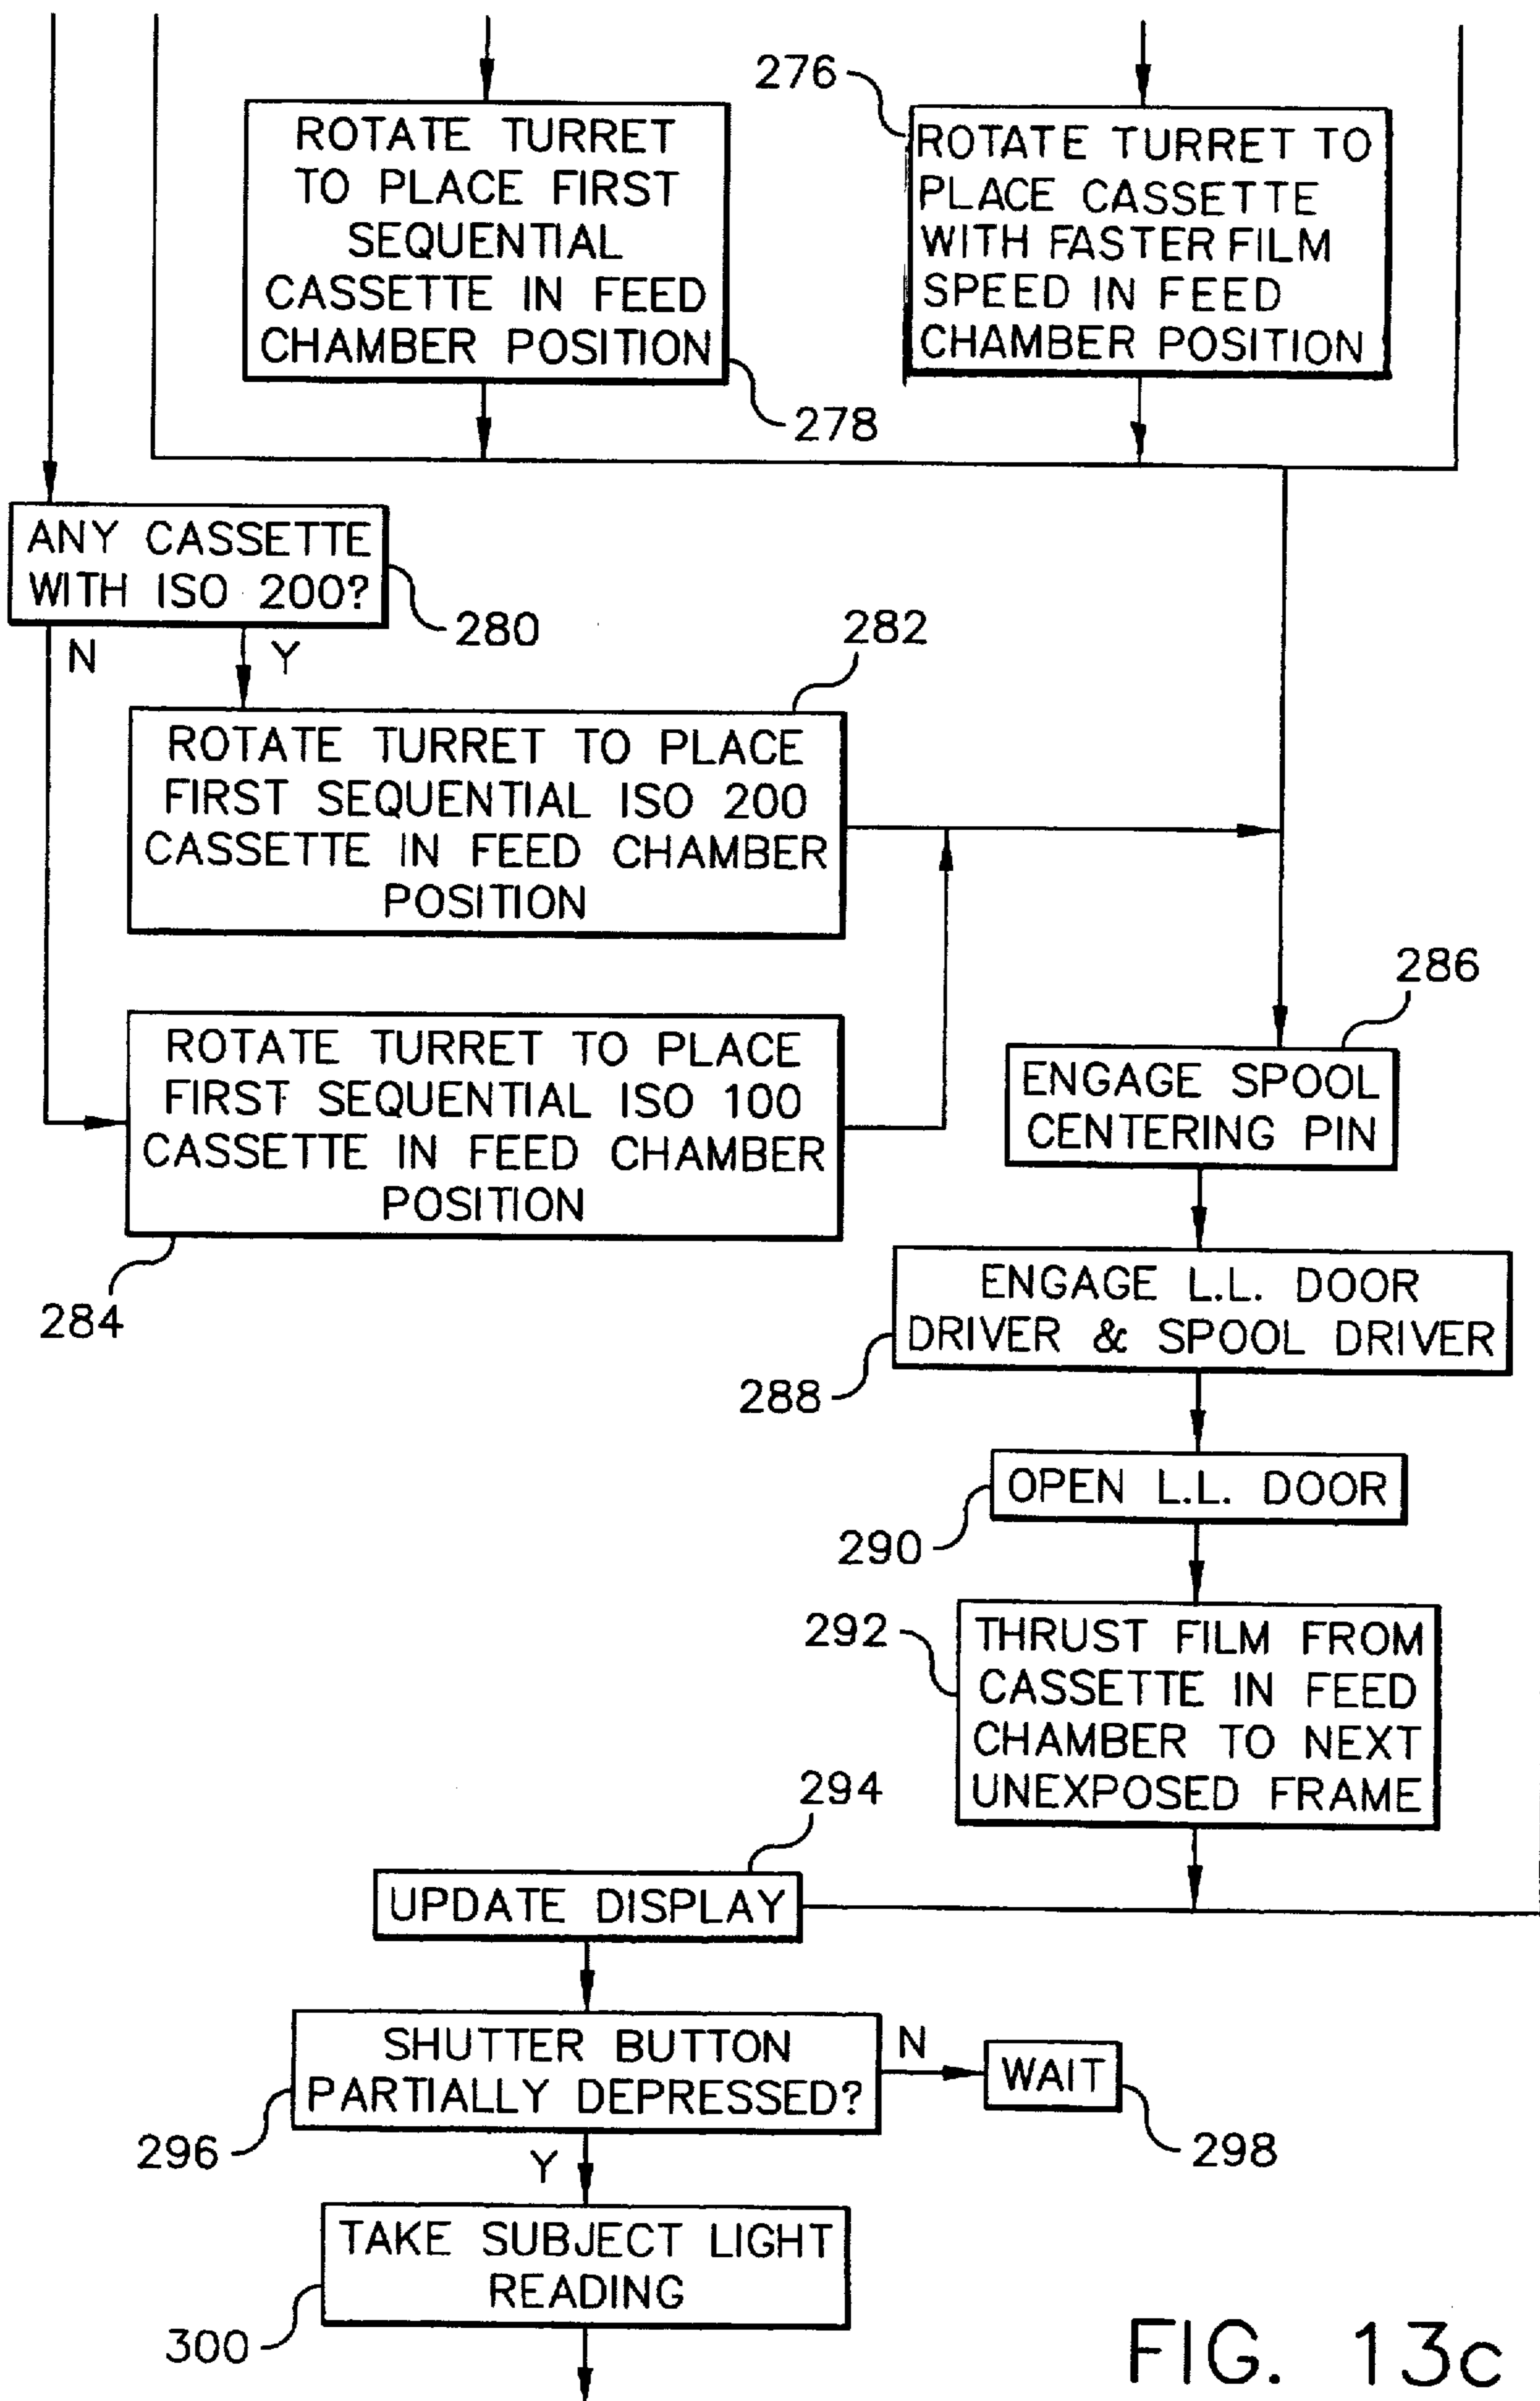 276
ROTATE TURRET
TO PLACE FIRST
SEQUENTIAL
CASSETTE IN FEED
CHAMBER POSITION
278
ROTATE TURRET TO
PLACE CASSETTE
WITH FASTER FILM
SPEED IN FEED
CHAMBER POSITION
ANY CASSETTE
WITH ISO 200?
280
N
Y
282
ROTATE TURRET TO PLACE
FIRST SEQUENTIAL ISO 200
CASSETTE IN FEED CHAMBER
POSITION
ROTATE TURRET TO PLACE
FIRST SEQUENTIAL ISO 100
CASSETTE IN FEED CHAMBER
POSITION
284
286
ENGAGE SPOOL
CENTERING PIN
ENGAGE L.L. DOOR
DRIVER & SPOOL DRIVER
288
OPEN L.L. DOOR
290
292
THRUST FILM FROM
CASSETTE IN FEED
CHAMBER TO NEXT
UNEXPOSED FRAME
294
UPDATE DISPLAY
SHUTTER BUTTON
PARTIALLY DEPRESSED?
N
WAIT
296
298
Y
TAKE SUBJECT LIGHT
READING
300
FIG. 13c